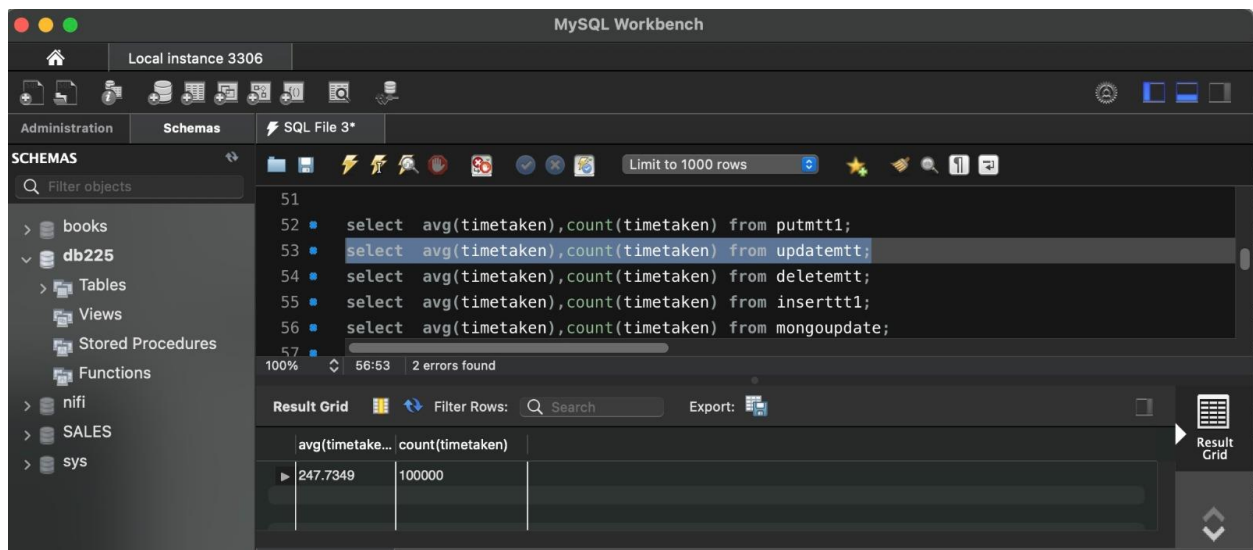 MySQL Workbench
Local instance 3306
Administration
Schemas
SQL File 3*
SCHEMAS
Filter objects
books
db225
Tables
Views
Stored Procedures
Functions
nifi
SALES
sys
Limit to 1000 rows
51
52 select avg(timetaken),count(timetaken) from putmtt1;
53 select avg(timetaken),count(timetaken) from updatemtt;
54 select avg(timetaken),count(timetaken) from deletemtt;
55 select avg(timetaken),count(timetaken) from inserttt1;
56 select avg(timetaken),count(timetaken) from mongoupdate;
57
100% 56:53 2 errors found
Result Grid Filter Rows: Search Export:
avg(timetake... count(timetaken)
247.7349 100000
Result
Grid